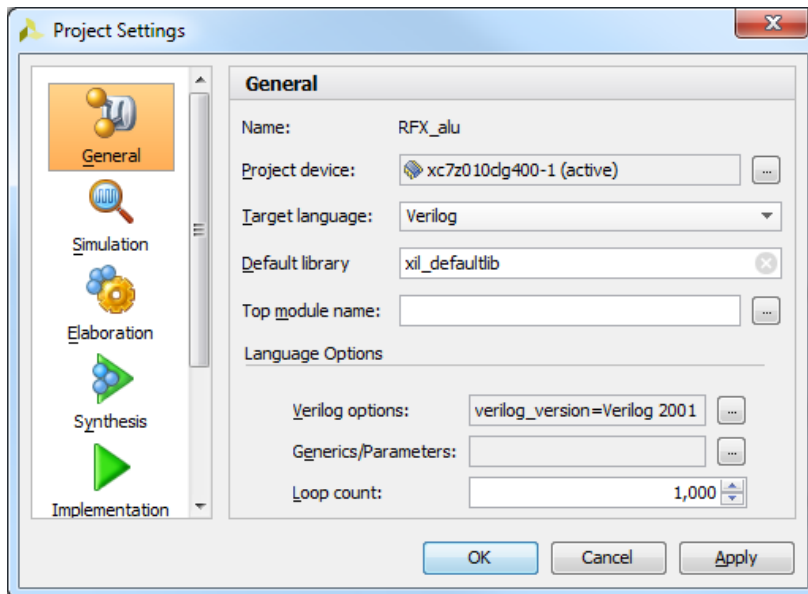 Project Settings
General
Simulation
Elaboration
Synthesis
Implementation
General
Name: RFX_alu
Project device: xc7z010clg400-1 (active) ...
Target language: Verilog
Default library xil_defaultlib
Top module name: ...
Language Options
Verilog options: verilog_version=Verilog 2001 ...
Generics/Parameters: ...
Loop count: 1,000
OK Cancel Apply